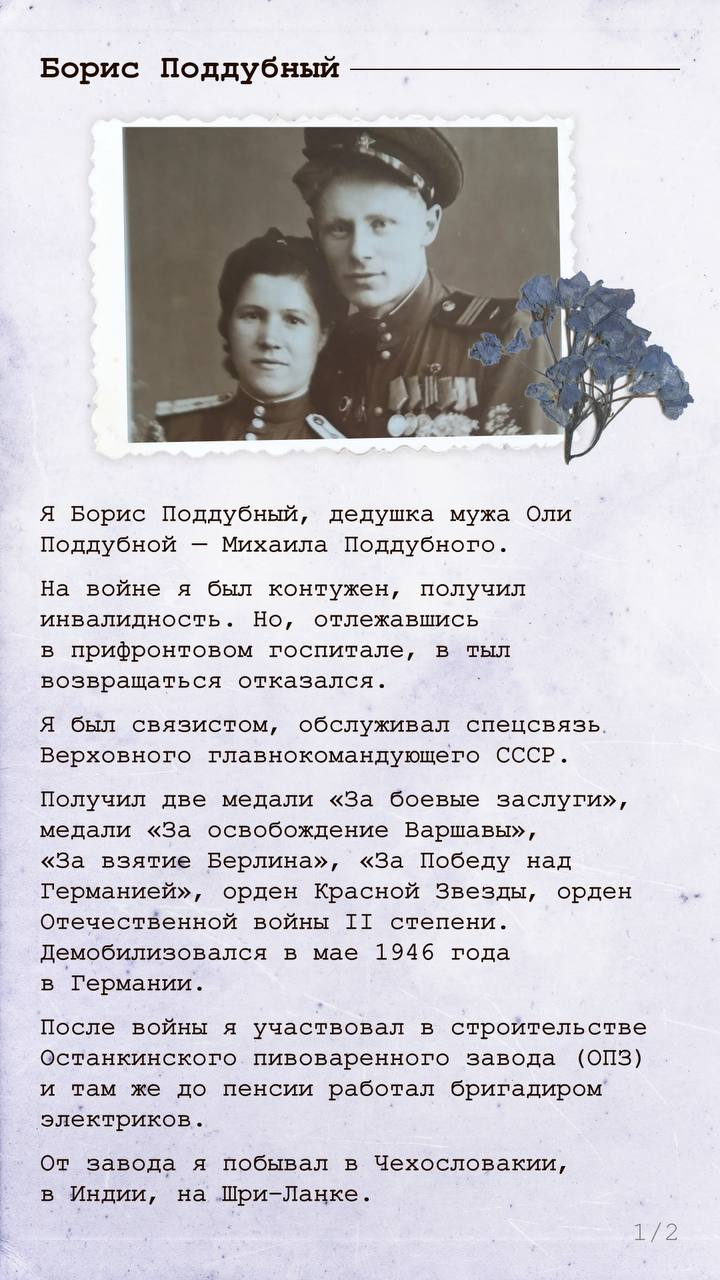 Борис Поддубный
Я Борис Поддубный, дедушка мужа Оли
Поддубной — Михаила Поддубного.
На войне я был контужен, получил
инвалидность. Но, отлежавшись
в прифронтовом госпитале, в тыл
возвращаться отказался.
Я был связистом, обслуживал спецсвязь
Верховного главнокомандующего СССР.
Получил две медали «За боевые заслуги»,
медали «За освобождение Варшавы»,
«За взятие Берлина», «За Победу над
Германией», орден Красной Звезды, орден
Отечественной войны II степени.
Демобилизовался в мае 1946 года
в Германии.
После войны я участвовал в строительстве
Останкинского пивоваренного завода (ОПЗ)
и там же до пенсии работал бригадиром
электриков.
От завода я побывал в Чехословакии,
в Индии, на Шри-Ланке.
1/2